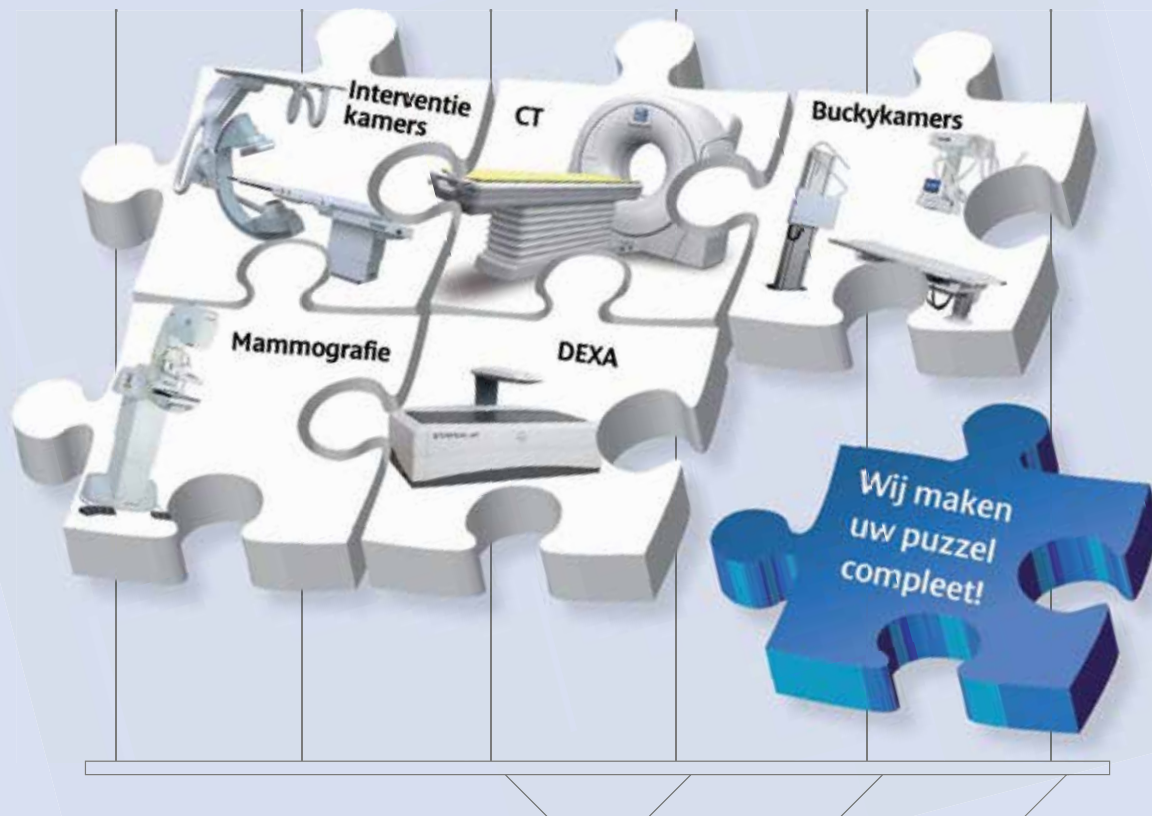 Interventie
kamers
CT
Buckykamers
Mammografie
DEXA
Wij maken
uw puzzel
compleet!